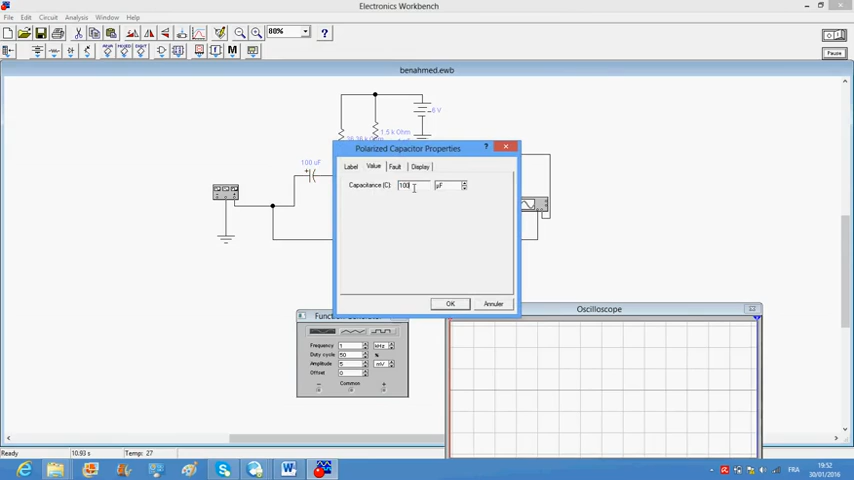 Electronics Workbench
File Edit Circuit Analysis Window Help
80%
?
M
Pause
benahmed.ewb
6 V
1.5 k Ohm
100 uF
+
Polarized Capacitor Properties
?
Label Value Fault Display
Capacitance (C): 100 µF
OK Annuler
Oscilloscope
Frequency 1 kHz
Duty cycle 50 %
Amplitude 5 mV
Offset 0
− Common +
Ready 10.93 s Temp: 27
FRA
19:52
30/01/2016